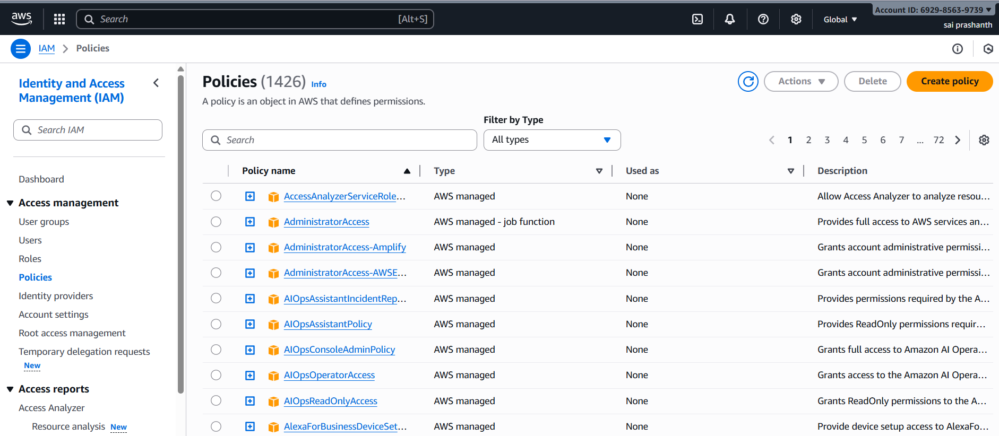 aws
Search
[Alt+S]
Global
Account ID: 6929-8563-9739
sai prashanth
IAM
Policies
Identity and Access
Management (IAM)
Search IAM
Dashboard
Access management
User groups
Users
Roles
Policies
Identity providers
Account settings
Root access management
Temporary delegation requests
New
Access reports
Access Analyzer
Resource analysis New
Policies (1426) Info
A policy is an object in AWS that defines permissions.
Actions
Delete
Create policy
Filter by Type
Search
All types
1 2 3 4 5 6 7 ... 72
Policy name Type Used as Description
AccessAnalyzerServiceRole... AWS managed None Allow Access Analyzer to analyze resou...
AdministratorAccess AWS managed - job function None Provides full access to AWS services an...
AdministratorAccess-Amplify AWS managed None Grants account administrative permissi...
AdministratorAccess-AWSE... AWS managed None Grants account administrative permissi...
AIOpsAssistantIncidentRep... AWS managed None Provides permissions required by the A...
AIOpsAssistantPolicy AWS managed None Provides ReadOnly permissions requir...
AIOpsConsoleAdminPolicy AWS managed None Grants full access to Amazon AI Opera...
AIOpsOperatorAccess AWS managed None Grants access to the Amazon AI Opera...
AIOpsReadOnlyAccess AWS managed None Grants ReadOnly permissions to the A...
AlexaForBusinessDeviceSet... AWS managed None Provide device setup access to AlexaFo...